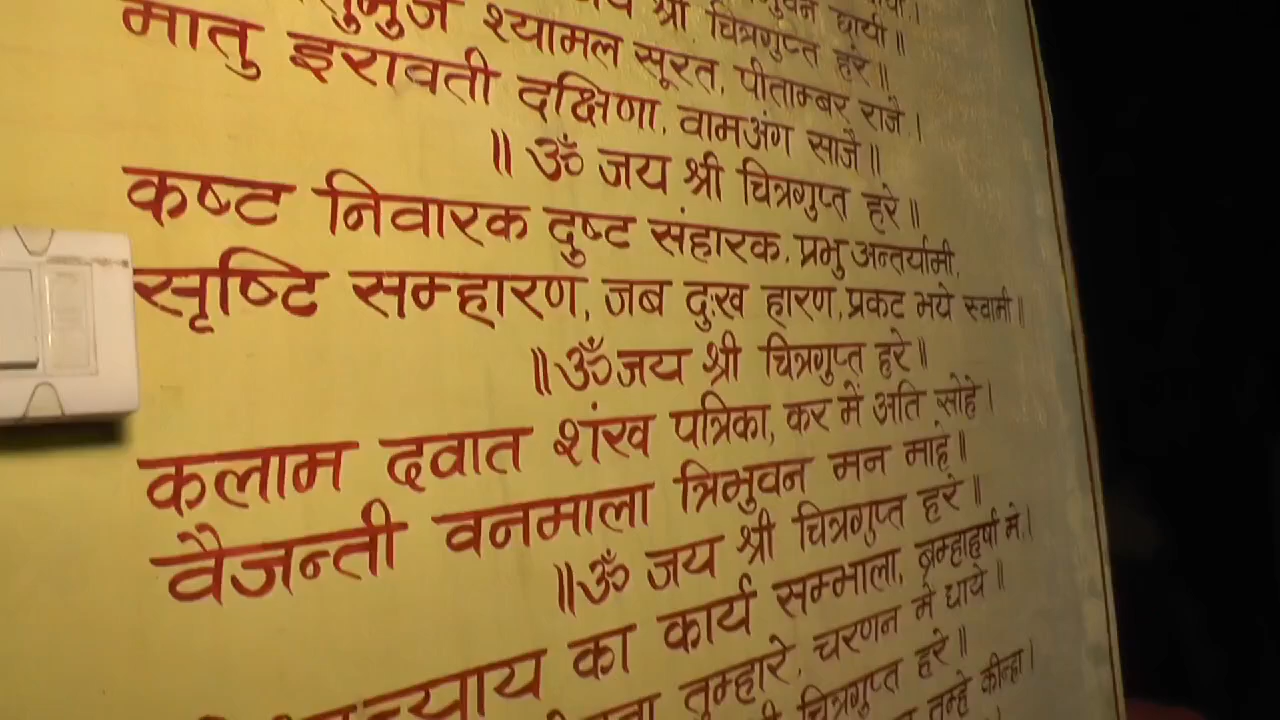 श्री चित्रगुप्त हरे॥
श्यामल सूरत, पीताम्बर राजे।
मातु इरावती दक्षिणा, वामअंग साजै॥
॥ ॐ जय श्री चित्रगुप्त हरे॥
कष्ट निवारक दुष्ट संहारक, प्रभु अन्तर्यामी,
सृष्टि सम्हारण, जब दुःख हारण, प्रकट भये स्वामी॥
॥ॐ जय श्री चित्रगुप्त हरे॥
कलाम दवात शंख पत्रिका, कर में अति सोहे।
वैजन्ती वनमाला त्रिभुवन मन माहे॥
॥ॐ जय श्री चित्रगुप्त हरे॥
का कार्य सम्भाला,
तुम्हारे, चरणन में धाये॥
चित्रगुप्त हरे॥
तुम्हे कीन्हा।